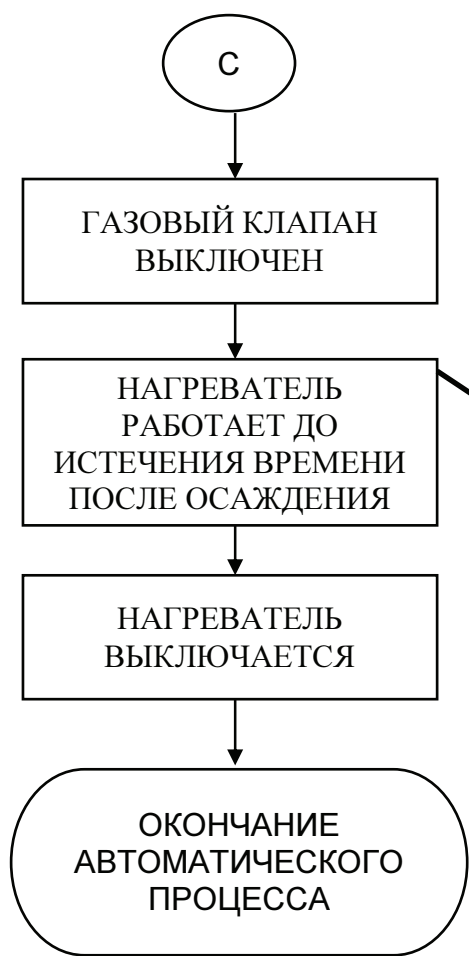 С
ГАЗОВЫЙ КЛАПАН
ВЫКЛЮЧЕН
НАГРЕВАТЕЛЬ
РАБОТАЕТ ДО
ИСТЕЧЕНИЯ ВРЕМЕНИ
ПОСЛЕ ОСАЖДЕНИЯ
НАГРЕВАТЕЛЬ
ВЫКЛЮЧАЕТСЯ
ОКОНЧАНИЕ
АВТОМАТИЧЕСКОГО
ПРОЦЕССА